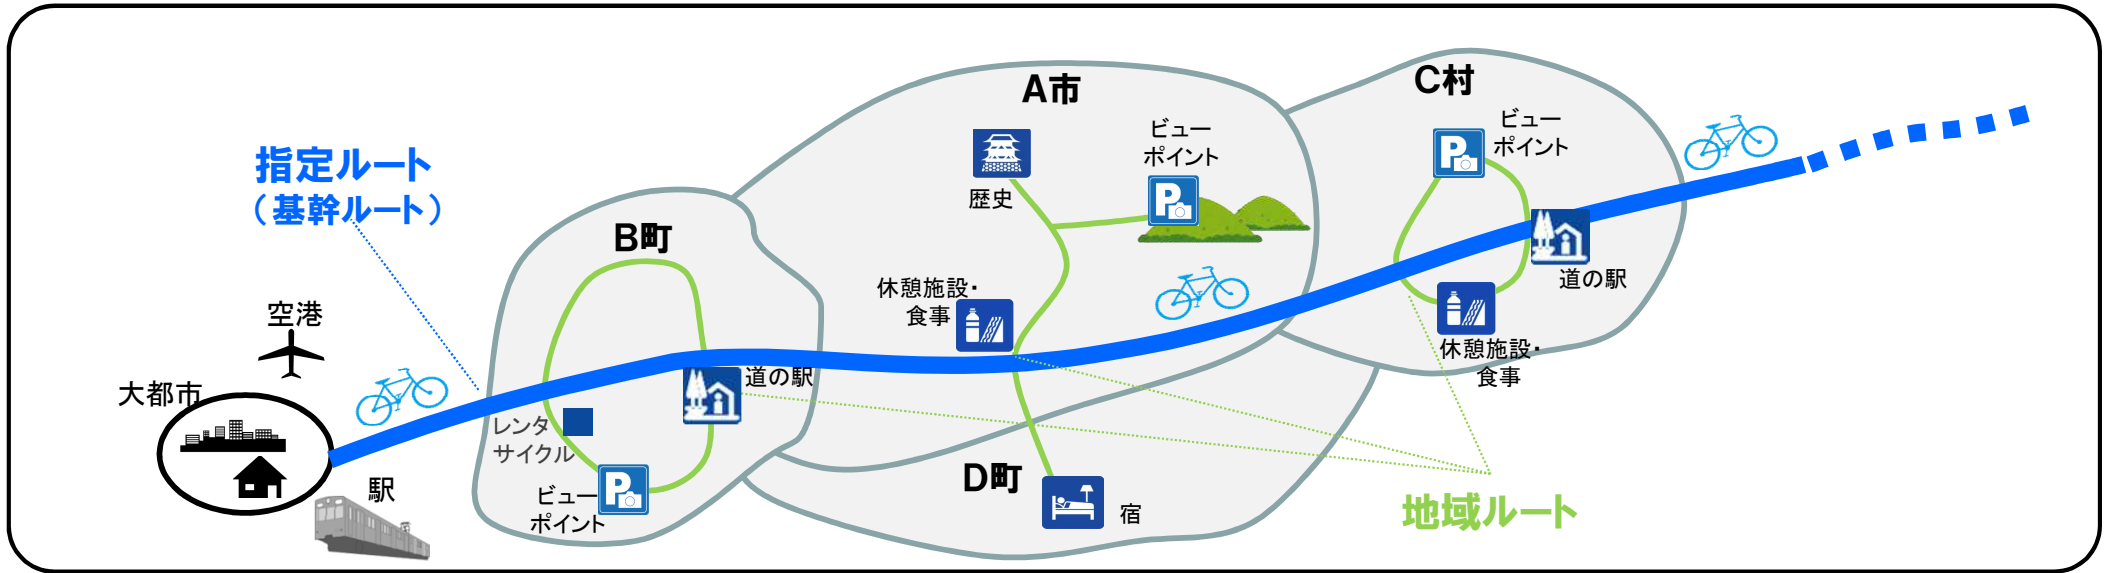 指定ルート
（基幹ルート）
空港
大都市
駅
B町
道の駅
レンタ
サイクル
ビュー
ポイント
P
A市
歴史
ビュー
ポイント
P
休憩施設・
食事
D町
宿
C村
ビュー
ポイント
P
道の駅
休憩施設・
食事
地域ルート